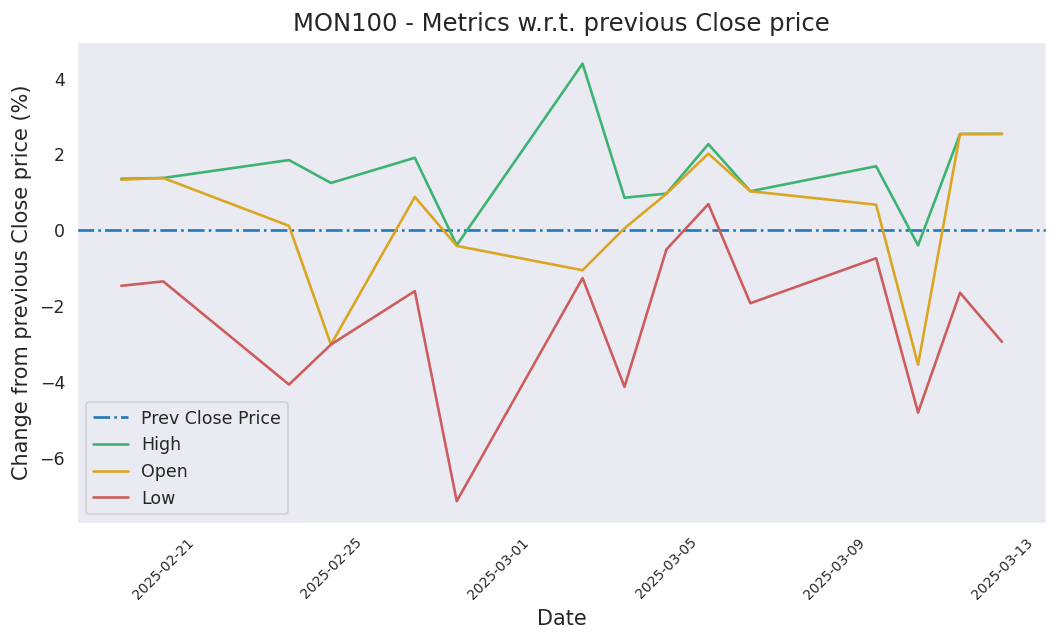 MON100 - Metrics w.r.t. previous Close price
Change from previous Close price (%)
4
2
0
−2
−4
−6
Prev Close Price
High
Open
Low
2025-02-21
2025-02-25
2025-03-01
2025-03-05
2025-03-09
2025-03-13
Date